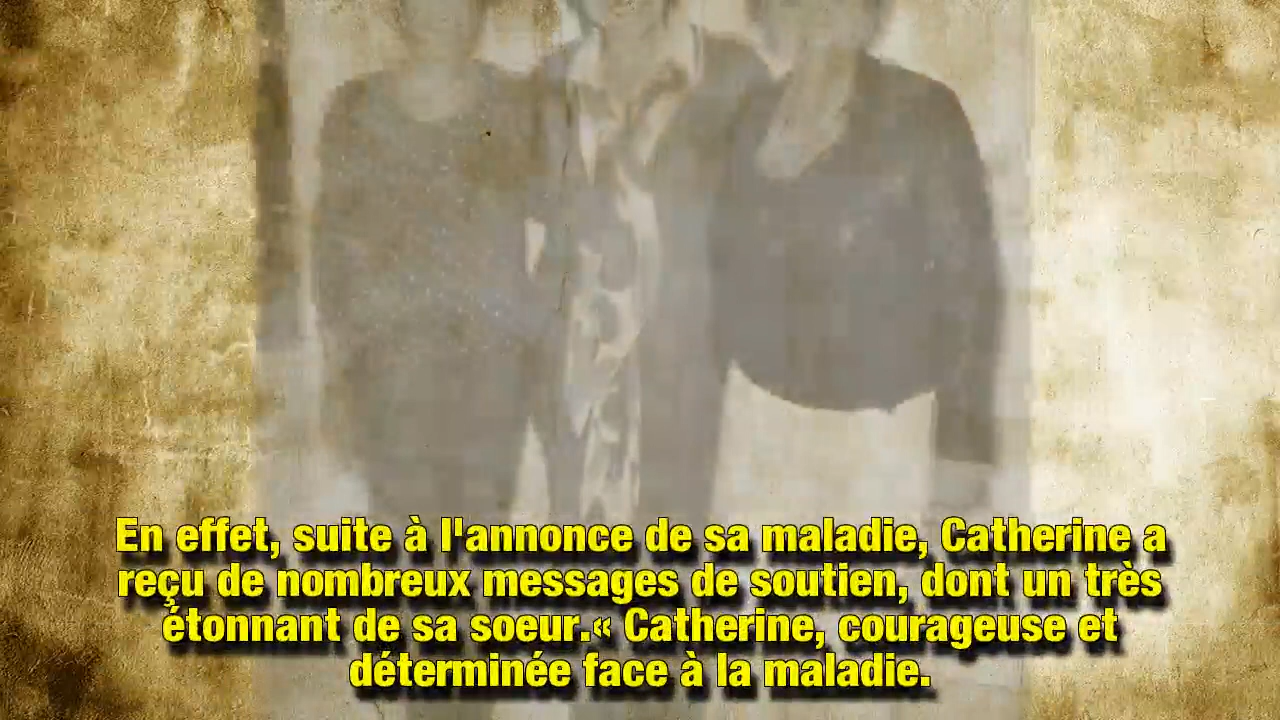 En effet, suite à l'annonce de sa maladie, Catherine a
reçu de nombreux messages de soutien, dont un très
étonnant de sa soeur.« Catherine, courageuse et
déterminée face à la maladie.